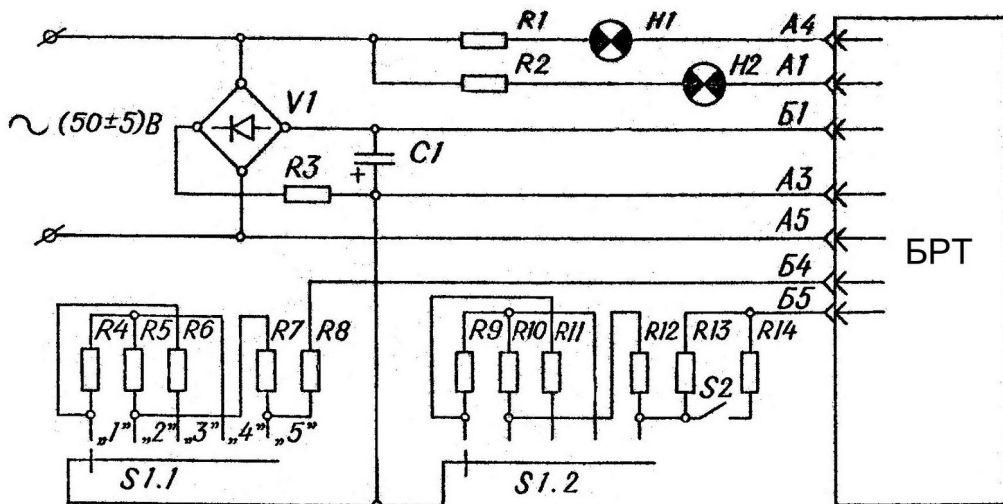 R1 H1 A4
R2 H2 A1
V1 Б1
~ (50±5)В
R3 + C1
A3
A5
БРТ
Б4
Б5
R4 R5 R6 R7 R8 R9 R10 R11 R12 R13 R14
S2
„1” „2” „3” „4” „5”
S1.1 S1.2